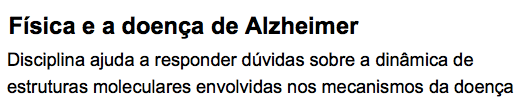 Física e a doença de Alzheimer
Disciplina ajuda a responder dúvidas sobre a dinâmica de
estruturas moleculares envolvidas nos mecanismos da doença